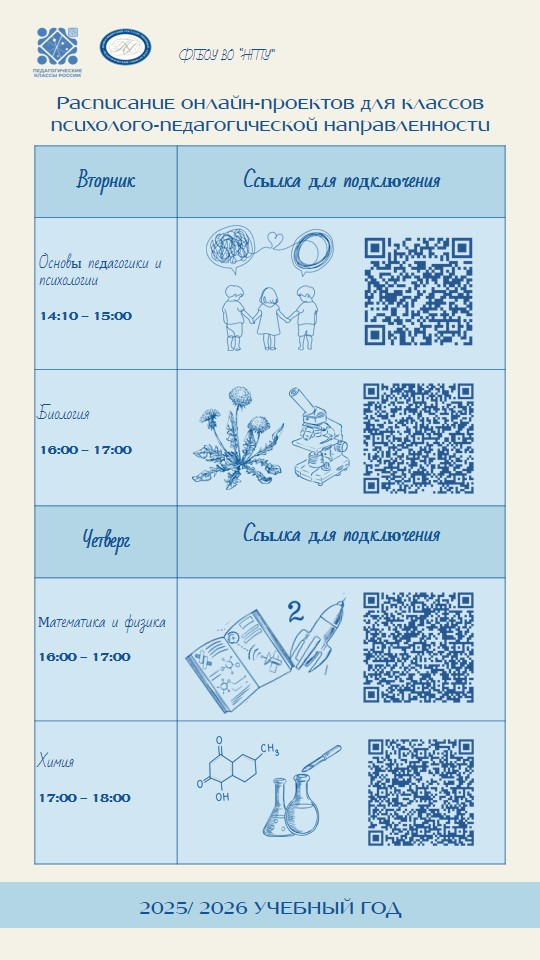 ПЕДАГОГИЧЕСКИЕ
КЛАССЫ РОССИИ
ФГБОУ ВО "НГПУ"
Расписание онлайн-проектов для классов
психолого-педагогической направленности
Вторник
Ссылка для подключения
Основы педагогики и
психологии
14:10 – 15:00
Биология
16:00 – 17:00
Четверг
Ссылка для подключения
Математика и физика
16:00 – 17:00
2
Химия
17:00 – 18:00
O
CH3
O
OH
2025/ 2026 УЧЕБНЫЙ ГОД